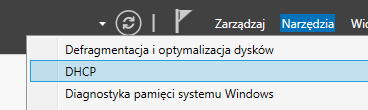 Zarządzaj Narzędzia
Defragmentacja i optymalizacja dysków
DHCP
Diagnostyka pamięci systemu Windows